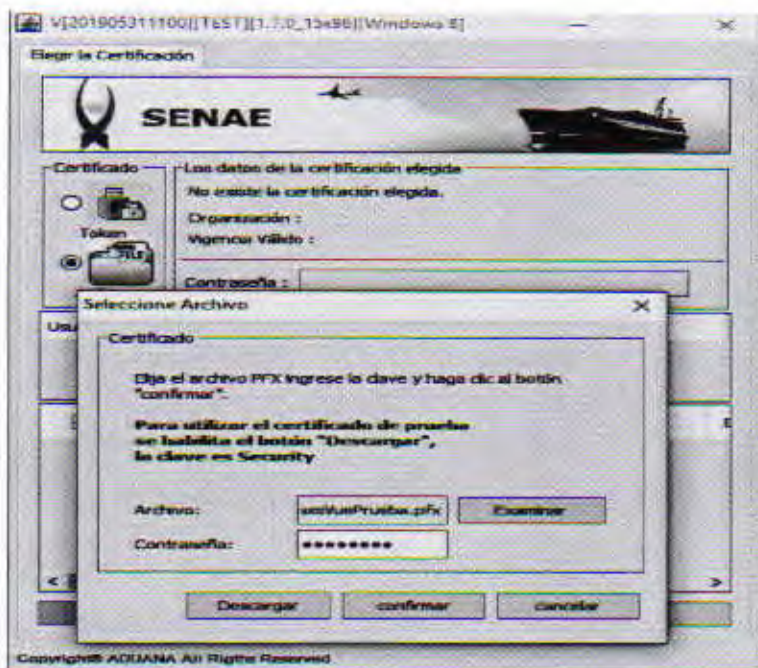 V[201905311100][TEST][1.7.0_15x86][Windows 8]
Elegir la Certificación
SENAE
Certificado
Los datos de la certificación elegida
No existe la certificación elegida.
Organización :
Token
Vigencia Válido :
FILE
Contraseña :
Seleccione Archivo
Usu
Certificado
Elija el archivo PFX ingrese la clave y haga clic al botón
"confirmar".
Para utilizar el certificado de prueba
se habilita el botón "Descargar",
la clave es Security
Archivo:
Examinar
Contraseña:
••••••••
Descargar
confirmar
cancelar
Copyright® ADUANA All Rigths Reserved.